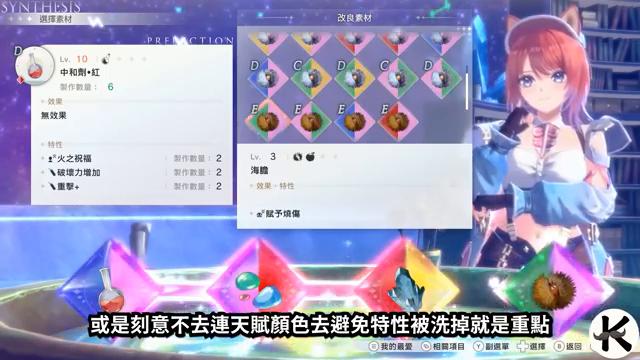 SYNTHESIS
選擇素材
PREDICTION
改良素材
Lv. 10
中和劑•紅
製作數量： 6
效果
無效果
特性
火之祝福 製作數量： 2
破壞力增加 製作數量： 2
重擊+ 製作數量： 2
D C D C D
D E D E
E E E E
Lv. 3
海膽
效果•特性
賦予燒傷
或是刻意不去連天賦顏色去避免特性被洗掉就是重點
我的最愛 相關項目 Y 副選單 選擇 B 返回
K